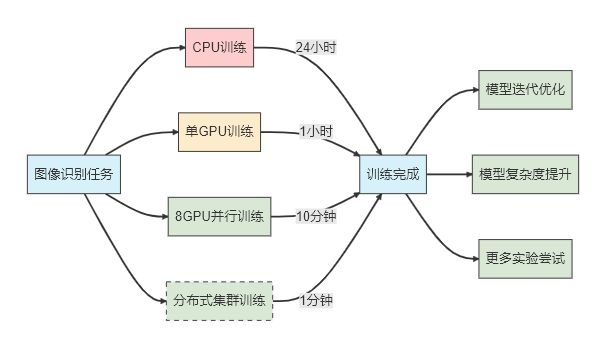 图像识别任务
CPU训练
24小时
单GPU训练
1小时
8GPU并行训练
10分钟
分布式集群训练
1分钟
训练完成
模型迭代优化
模型复杂度提升
更多实验尝试